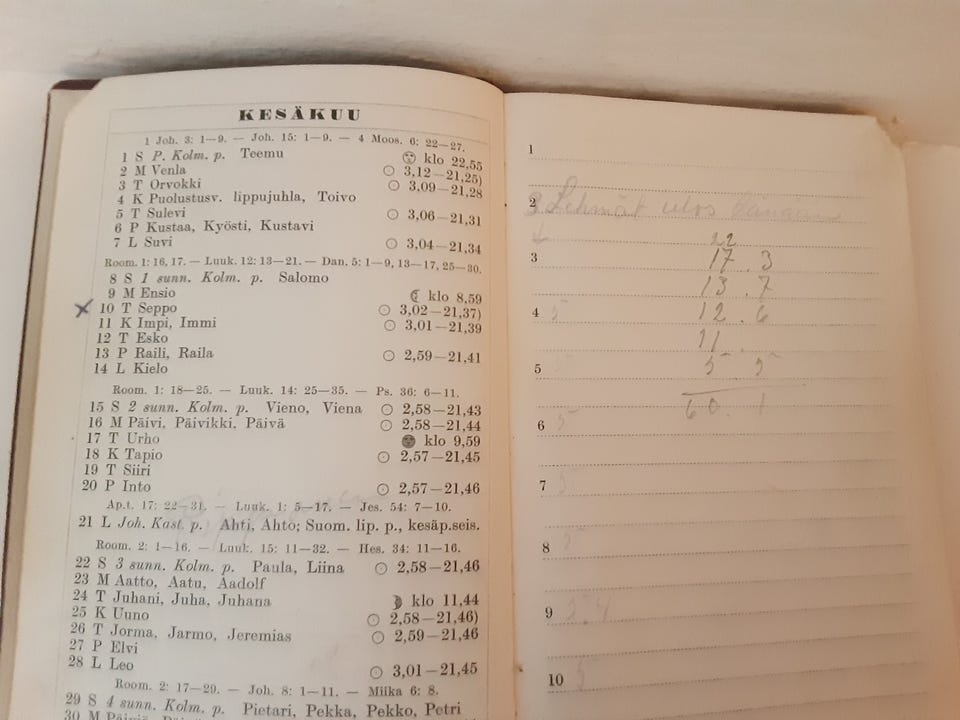 KESÄKUU
1 Joh. 3: 1—9. — Joh. 15: 1—9. — 4 Moos. 6: 22—27.
1 S P. Kolm. p. Teemu klo 22,55
2 M Venla 3,12—21,25)
3 T Orvokki 3,09—21,28
4 K Puolustusv. lippujuhla, Toivo
5 T Sulevi 3,06—21,31
6 P Kustaa, Kyösti, Kustavi
7 L Suvi 3,04—21,34
Room. 1: 16, 17. — Luuk. 12: 13—21. — Dan. 5: 1—9, 13—17, 25—30.
8 S 1 sunn. Kolm. p. Salomo
9 M Ensio klo 8,59
x 10 T Seppo 3,02—21,37)
11 K Impi, Immi 3,01—21,39
12 T Esko
13 P Raili, Raila 2,59—21,41
14 L Kielo
Room. 1: 18—25. — Luuk. 14: 25—35. — Ps. 36: 6—11.
15 S 2 sunn. Kolm. p. Vieno, Viena 2,58—21,43
16 M Päivi, Päivikki, Päivä 2,58—21,44
17 T Urho klo 9,59
18 K Tapio 2,57—21,45
19 T Siiri
20 P Into 2,57—21,46
Ap.t. 17: 22—31. — Luuk. 1: 5—17. — Jes. 54: 7—10.
21 L Joh. Kast. p. Ahti, Ahto; Suom. lip. p., kesäp.seis.
Room. 2: 1—16. — Luuk. 15: 11—32. — Hes. 34: 11—16.
22 S 3 sunn. Kolm. p. Paula, Liina 2,58—21,46
23 M Aatto, Aatu, Aadolf
24 T Juhani, Juha, Juhana klo 11,44
25 K Uuno 2,58—21,46)
26 T Jorma, Jarmo, Jeremias 2,59—21,46
27 P Elvi
28 L Leo 3,01—21,45
Room. 2: 17—29. — Joh. 8: 1—11. — Miika 6: 8.
29 S 4 sunn. Kolm. p. Pietari, Pekka, Pekko, Petri
30 M
1
2 Lehmät ulos
22
3 17.3
13.7
4 5 12.6
11.
5 5 5
60.1
6 5
7 5
8 5
9
10 5